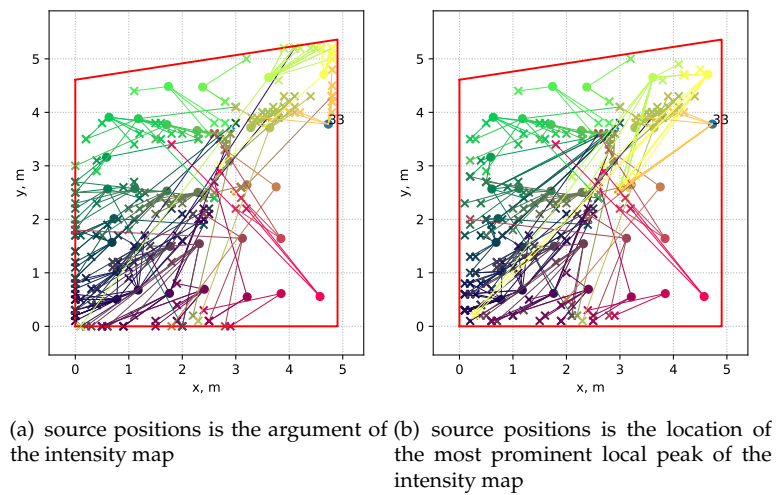 5
4
3
2
1
0
y, m
33
0 1 2 3 4 5
x, m
5
4
3
2
1
0
y, m
33
0 1 2 3 4 5
x, m
(a) source positions is the argument of
the intensity map
(b) source positions is the location of
the most prominent local peak of the
intensity map